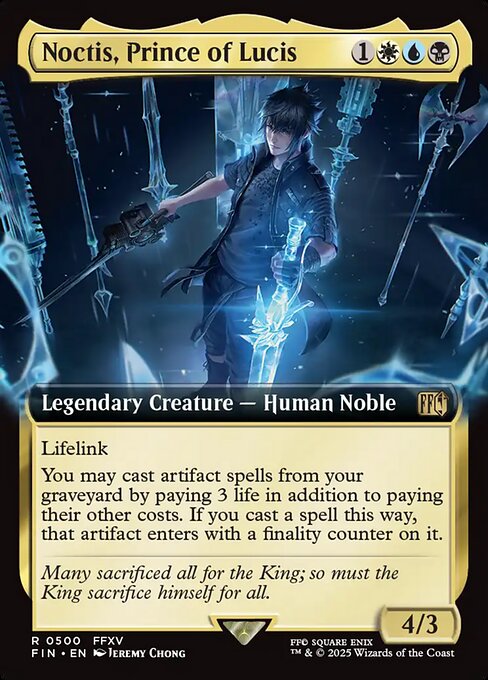 Noctis, Prince of Lucis 1
Legendary Creature — Human Noble
Lifelink
You may cast artifact spells from your
graveyard by paying 3 life in addition to paying
their other costs. If you cast a spell this way,
that artifact enters with a finality counter on it.
Many sacrificed all for the King; so must the
King sacrifice himself for all.
4/3
R 0500 FFXV
FIN • EN Jeremy Chong
FF© SQUARE ENIX
™ & © 2025 Wizards of the Coast